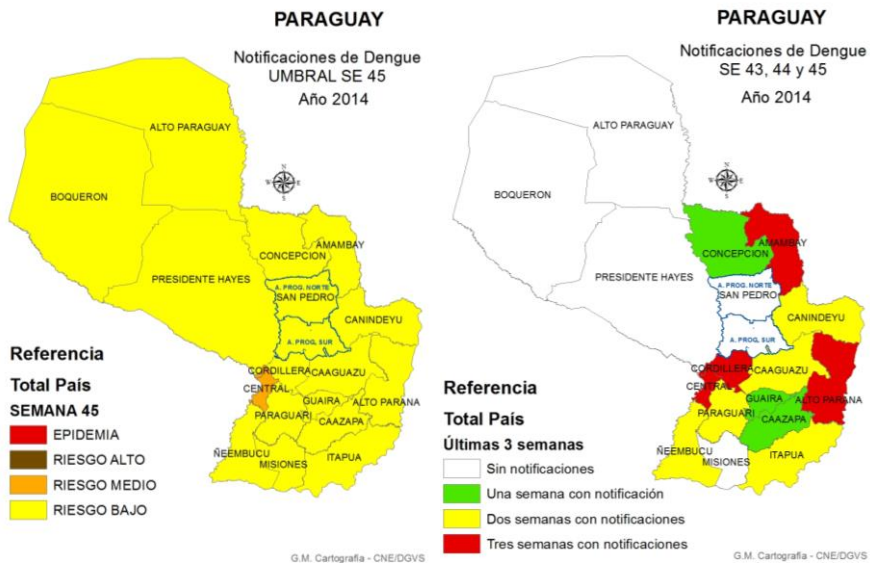 PARAGUAY
Notificaciones de Dengue
UMBRAL SE 45
Año 2014
N
W
E
S
ALTO PARAGUAY
BOQUERON
CONCEPCION
AMAMBAY
PRESIDENTE HAYES
A. PROG. NORTE
SAN PEDRO
CANINDEYU
A. PROG. SUR
CORDILLERA
CAAGUAZU
CENTRAL
GUAIRA
ALTO PARANA
PARAGUARI
CAAZAPA
ÑEEMBUCU
MISIONES
ITAPUA
Referencia
Total País
SEMANA 45
EPIDEMIA
RIESGO ALTO
RIESGO MEDIO
RIESGO BAJO
G.M. Cartografía - CNE/DGVS
PARAGUAY
Notificaciones de Dengue
SE 43, 44 y 45
Año 2014
N
W
E
S
ALTO PARAGUAY
BOQUERON
CONCEPCION
AMAMBAY
PRESIDENTE HAYES
A. PROG. NORTE
SAN PEDRO
CANINDEYU
A. PROG. SUR
CORDILLERA
CAAGUAZU
CENTRAL
GUAIRA
ALTO PARANA
PARAGUARI
CAAZAPA
ÑEEMBUCU
MISIONES
ITAPUA
Referencia
Total País
Últimas 3 semanas
Sin notificaciones
Una semana con notificación
Dos semanas con notificaciones
Tres semanas con notificaciones
G.M. Cartografía - CNE/DGVS